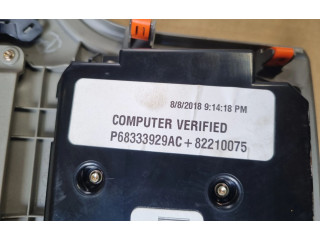 8/8/2018 9:14:18 PM
COMPUTER VERIFIED
P68333929AC+82210075